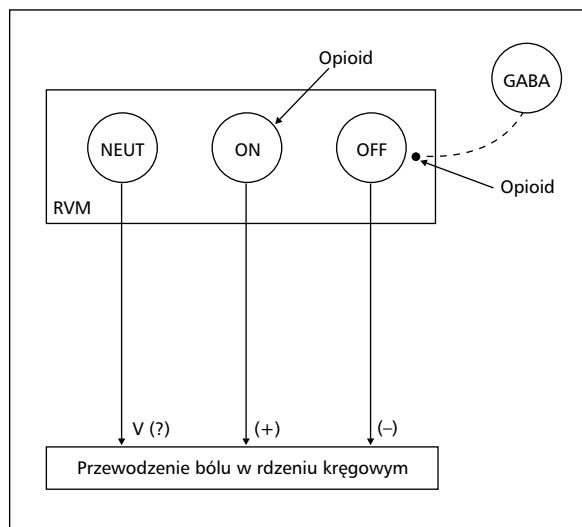 Opioid
GABA
NEUT
ON
OFF
Opioid
RVM
V (?)
(+)
(–)
Przewodzenie bólu w rdzeniu kręgowym